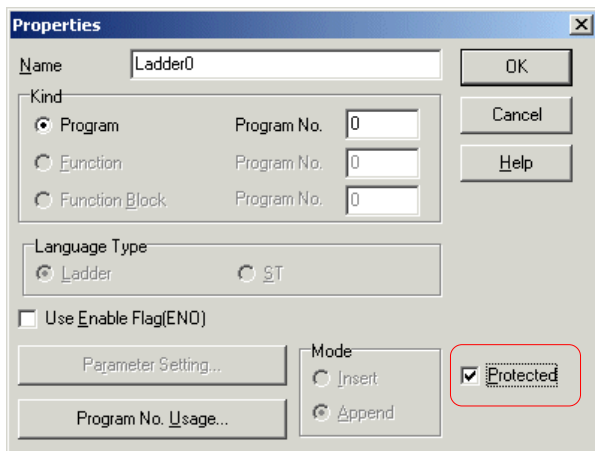 Properties
Name Ladder0 OK
Kind
Program Program No. 0 Cancel
Function Program No. 0 Help
Function Block Program No. 0
Language Type
Ladder ST
Use Enable Flag(ENO)
Parameter Setting...
Mode
Insert
Protected
Append
Program No. Usage...